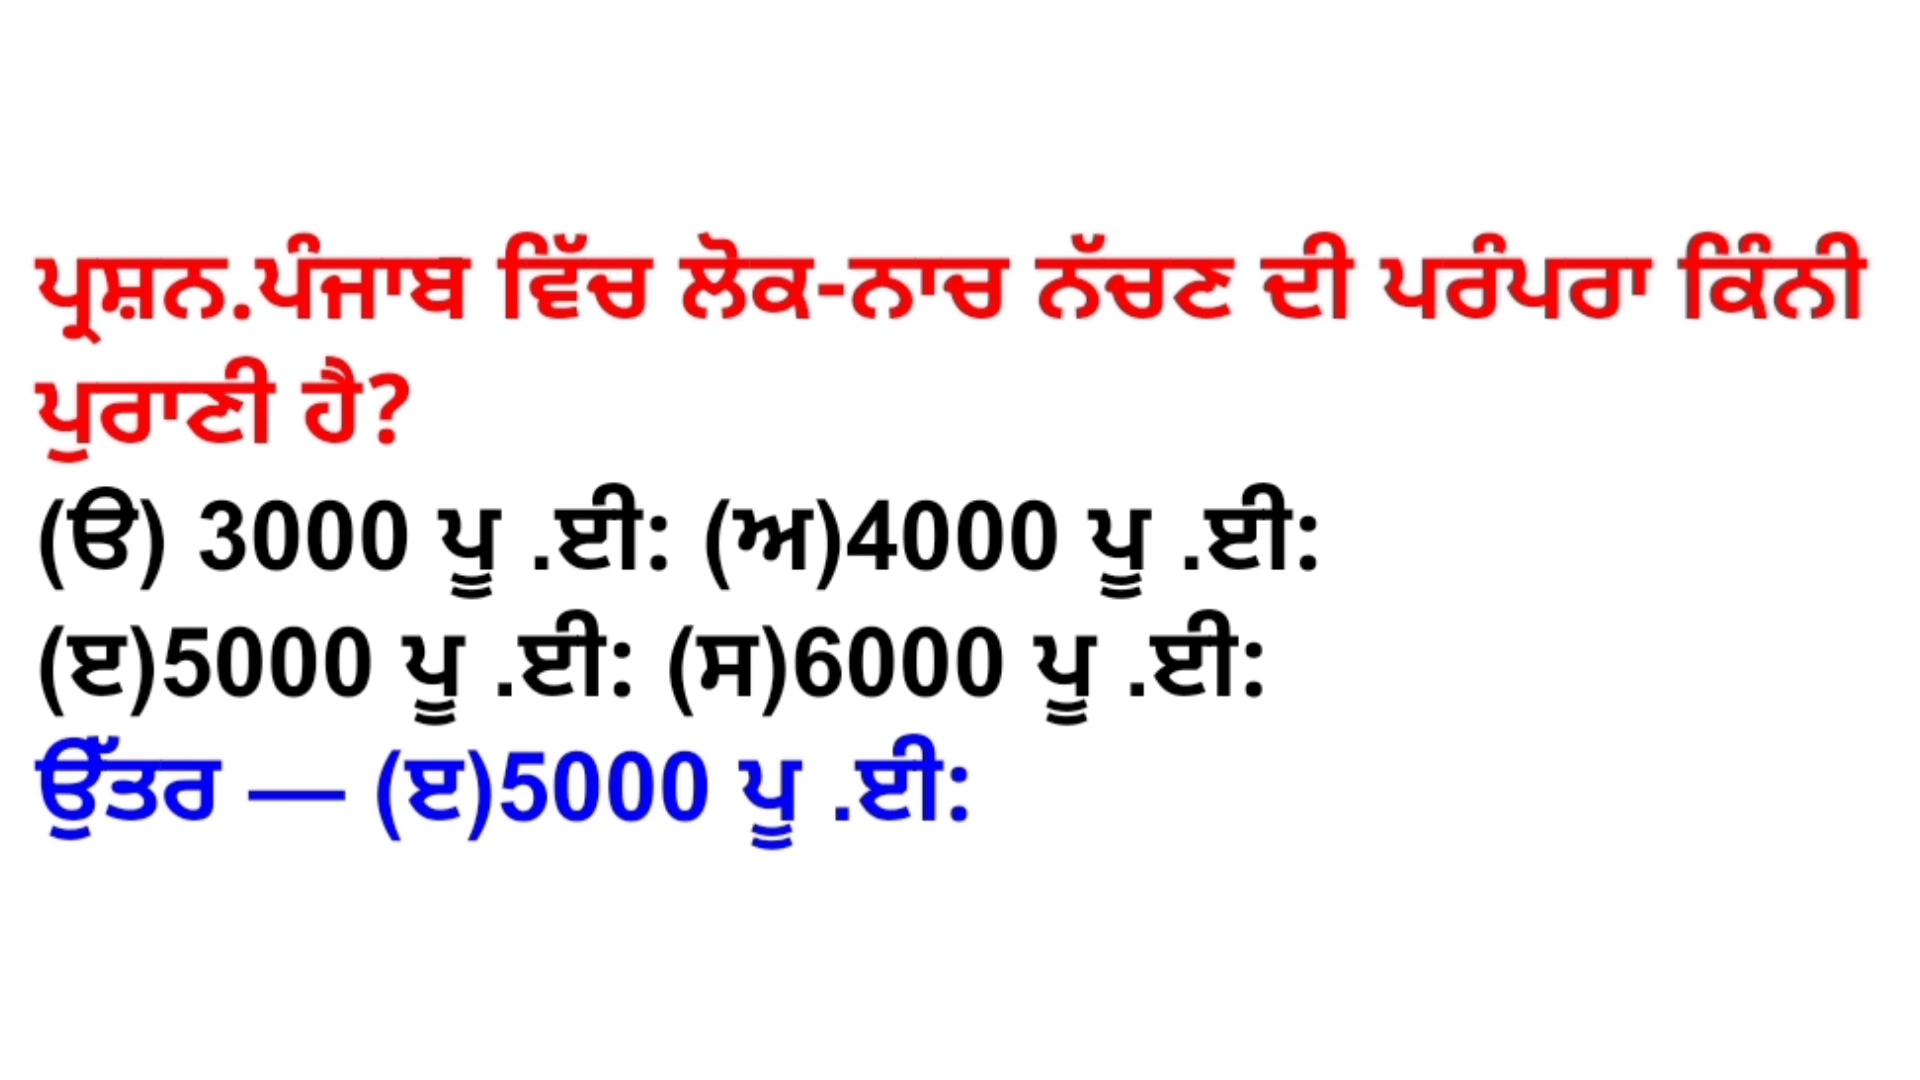 ਪ੍ਰਸ਼ਨ.ਪੰਜਾਬ ਵਿੱਚ ਲੋਕ-ਨਾਚ ਨੱਚਣ ਦੀ ਪਰੰਪਰਾ ਕਿੰਨੀ
ਪੁਰਾਣੀ ਹੈ?
(ੳ) 3000 ਪੂ .ਈ: (ਅ)4000 ਪੂ .ਈ:
(ੲ)5000 ਪੂ .ਈ: (ਸ)6000 ਪੂ .ਈ:
ਉੱਤਰ — (ੲ)5000 ਪੂ .ਈ: